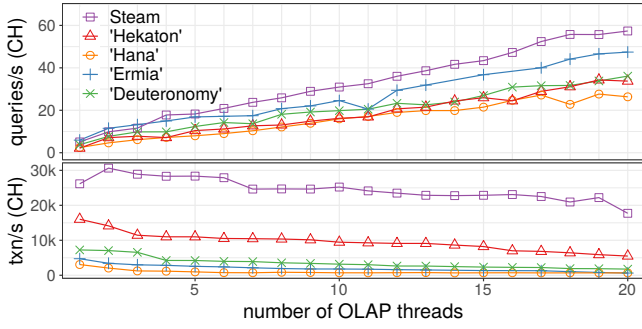 Steam
'Hekaton'
'Hana'
'Ermia'
'Deuteronomy'
queries/s (CH)
60
40
20
0
txn/s (CH)
30k
20k
10k
0
1
5
10
15
20
number of OLAP threads